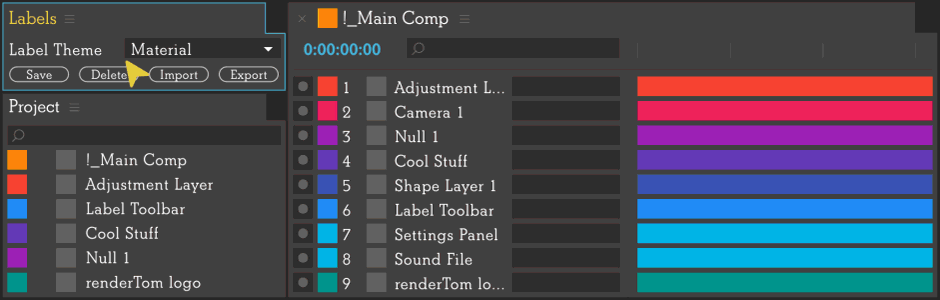 Labels
Label Theme Material
Save Delete Import Export
Project
!_Main Comp
Adjustment Layer
Label Toolbar
Cool Stuff
Null 1
renderTom logo
× !_Main Comp
0:00:00:00
1 Adjustment L...
2 Camera 1
3 Null 1
4 Cool Stuff
5 Shape Layer 1
6 Label Toolbar
7 Settings Panel
8 Sound File
9 renderTom lo...